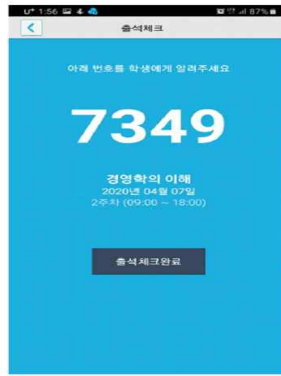 U+ 1:56 87%
출석체크
아래 번호를 학생에게 알려주세요
7349
경영학의 이해
2020년 04월 07일
2주차 (09:00 ~ 18:00)
출석체크완료